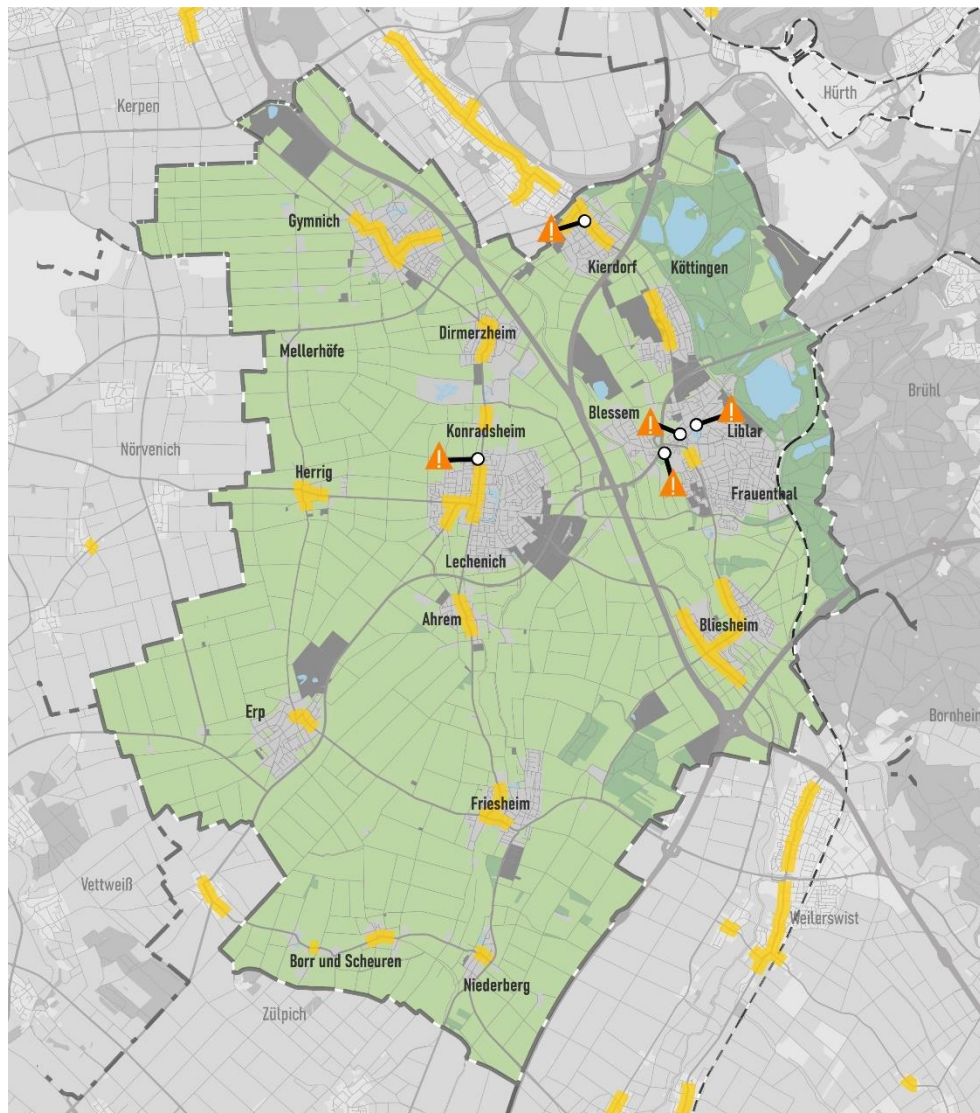 Hürth
Kerpen
Gymnich
Kierdorf
Köttingen
Dirmerzheim
Mellerhöfe
Brühl
Blessem
Liblar
Konradsheim
Nörvenich
Herrig
Frauenthal
Lechenich
Ahrem
Bliesheim
Erp
Bornheim
Friesheim
Vettweiß
Weilerswist
Borr und Scheuren
Niederberg
Zülpich